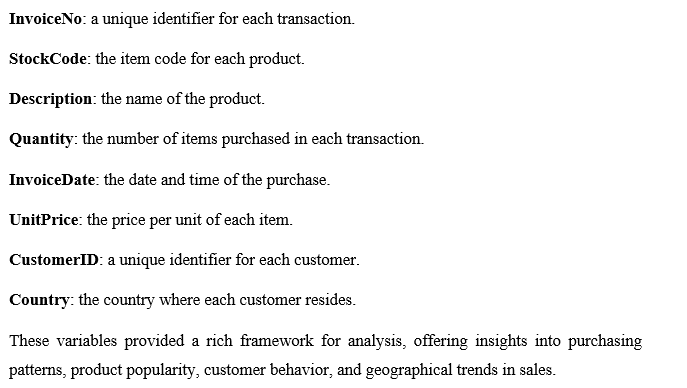 InvoiceNo: a unique identifier for each transaction.
StockCode: the item code for each product.
Description: the name of the product.
Quantity: the number of items purchased in each transaction.
InvoiceDate: the date and time of the purchase.
UnitPrice: the price per unit of each item.
CustomerID: a unique identifier for each customer.
Country: the country where each customer resides.
These variables provided a rich framework for analysis, offering insights into purchasing
patterns, product popularity, customer behavior, and geographical trends in sales.